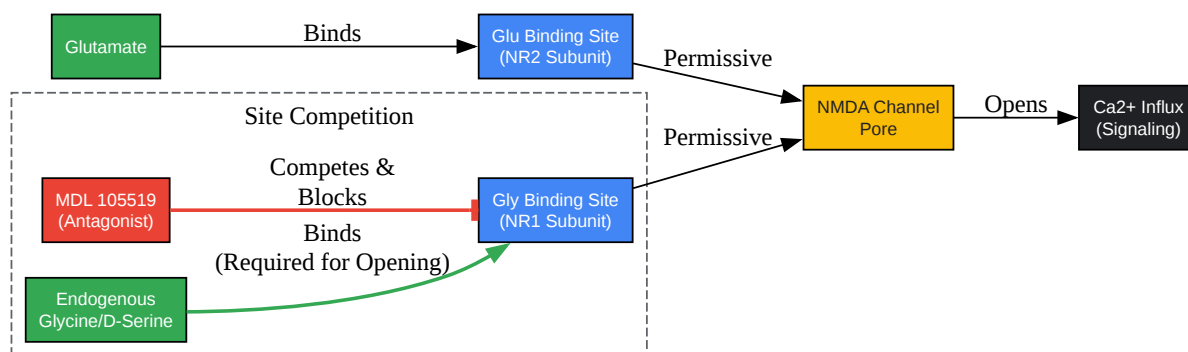 Glutamate
Binds
Glu Binding Site
(NR2 Subunit)
Permissive
NMDA Channel
Pore
Opens
Ca2+ Influx
(Signaling)
Site Competition
Permissive
MDL 105519
(Antagonist)
Competes &
Blocks
Gly Binding Site
(NR1 Subunit)
Binds
(Required for Opening)
Endogenous
Glycine/D-Serine